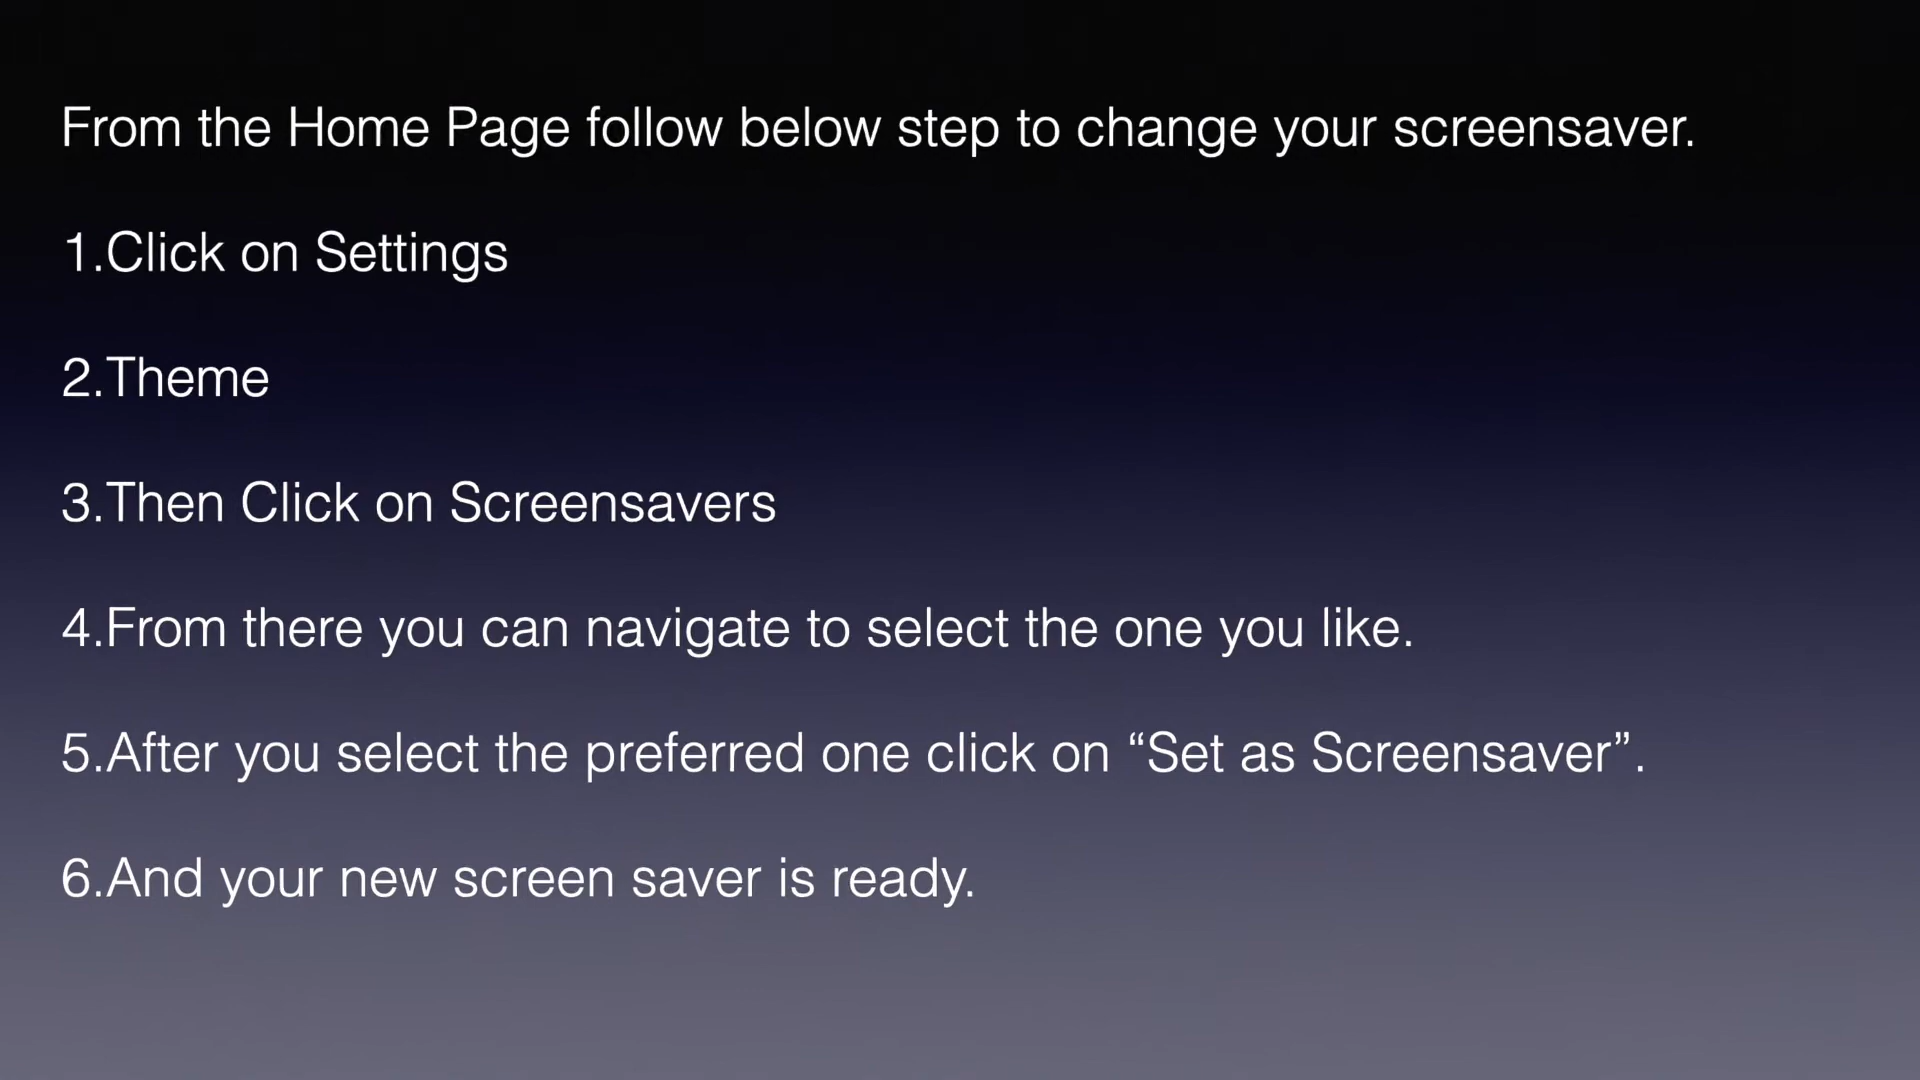 From the Home Page follow below step to change your screensaver.
1.Click on Settings
2.Theme
3.Then Click on Screensavers
4.From there you can navigate to select the one you like.
5.After you select the preferred one click on “Set as Screensaver”.
6.And your new screen saver is ready.